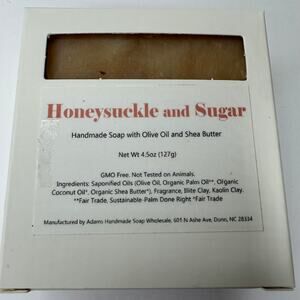 Honeysuckle and Sugar
Handmade Soap with Olive Oil and Shea Butter
Net Wt 4.5oz (127g)
GMO Free. Not Tested on Animals.
Ingredients: Saponified Oils (Olive Oil, Organic Palm Oil**, Organic
Coconut Oil*, Organic Shea Butter*), Fragrance, Illite Clay, Kaolin Clay.
**Fair Trade, Sustainable-Palm Done Right *Fair Trade
Manufactured by Adams Handmade Soap Wholesale, 601 N Ashe Ave, Dunn, NC 28334